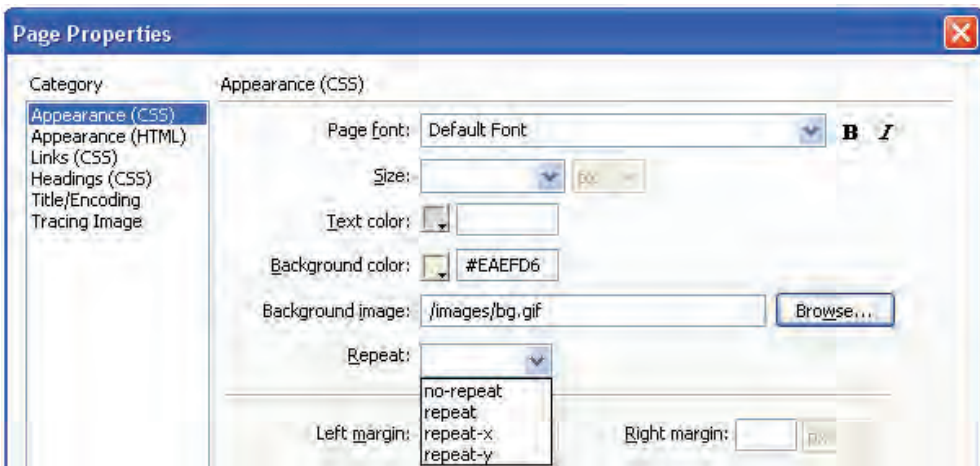 Page Properties
Category
Appearance (CSS)
Appearance (HTML)
Links (CSS)
Headings (CSS)
Title/Encoding
Tracing Image
Appearance (CSS)
Page font: Default Font B I
Size: px
Text color:
Background color: #EAEFD6
Background image: /images/bg.gif Browse...
Repeat:
no-repeat
repeat
repeat-x
repeat-y
Left margin: Right margin: px